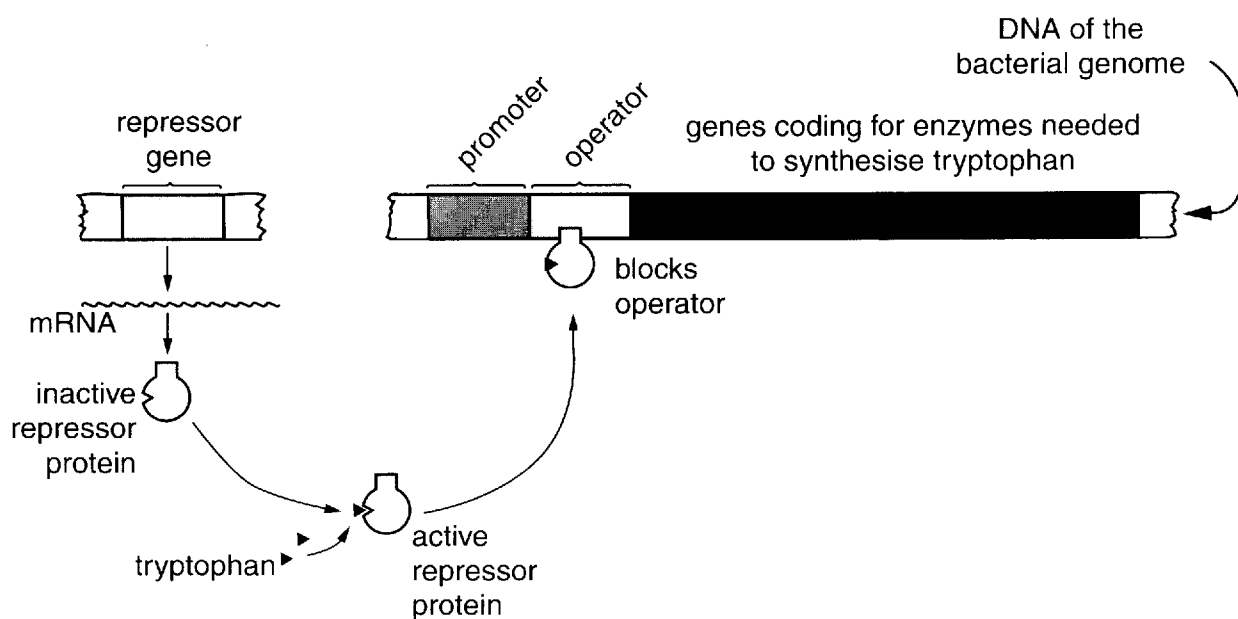 DNA of the
bacterial genome
repressor
gene
promoter
operator
genes coding for enzymes needed
to synthesise tryptophan
blocks
operator
mRNA
inactive
repressor
protein
tryptophan
active
repressor
protein